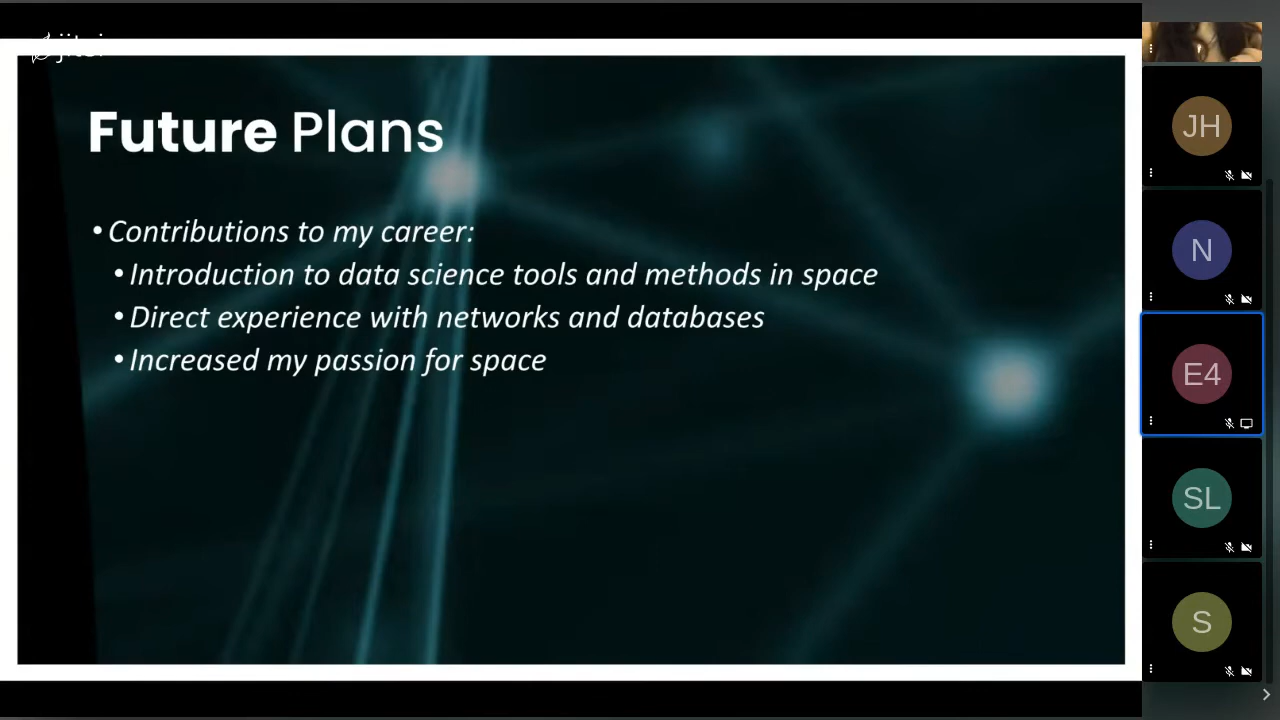 jitsi
Future Plans
• Contributions to my career:
• Introduction to data science tools and methods in space
• Direct experience with networks and databases
• Increased my passion for space
JH
N
E4
SL
S